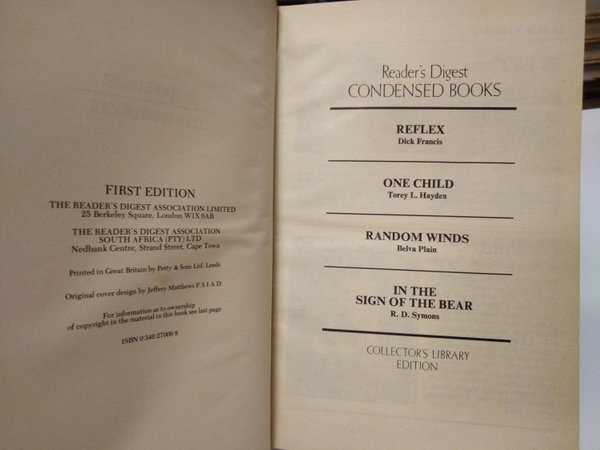 FIRST EDITION
THE READER'S DIGEST ASSOCIATION LIMITED
25 Berkeley Square, London W1X 6AB
THE READER'S DIGEST ASSOCIATION
SOUTH AFRICA (PTY) LTD
Nedbank Centre, Strand Street, Cape Town
Printed in Great Britain by Petty & Sons Ltd, Leeds
Original cover design by Jeffery Matthews F.S.I.A.D.
For information as to ownership
of copyright in the material in this book see last page
ISBN 0 340 27009 8
Reader's Digest
CONDENSED BOOKS
REFLEX
Dick Francis
ONE CHILD
Torey L. Hayden
RANDOM WINDS
Belva Plain
IN THE
SIGN OF THE BEAR
R. D. Symons
COLLECTOR'S LIBRARY
EDITION